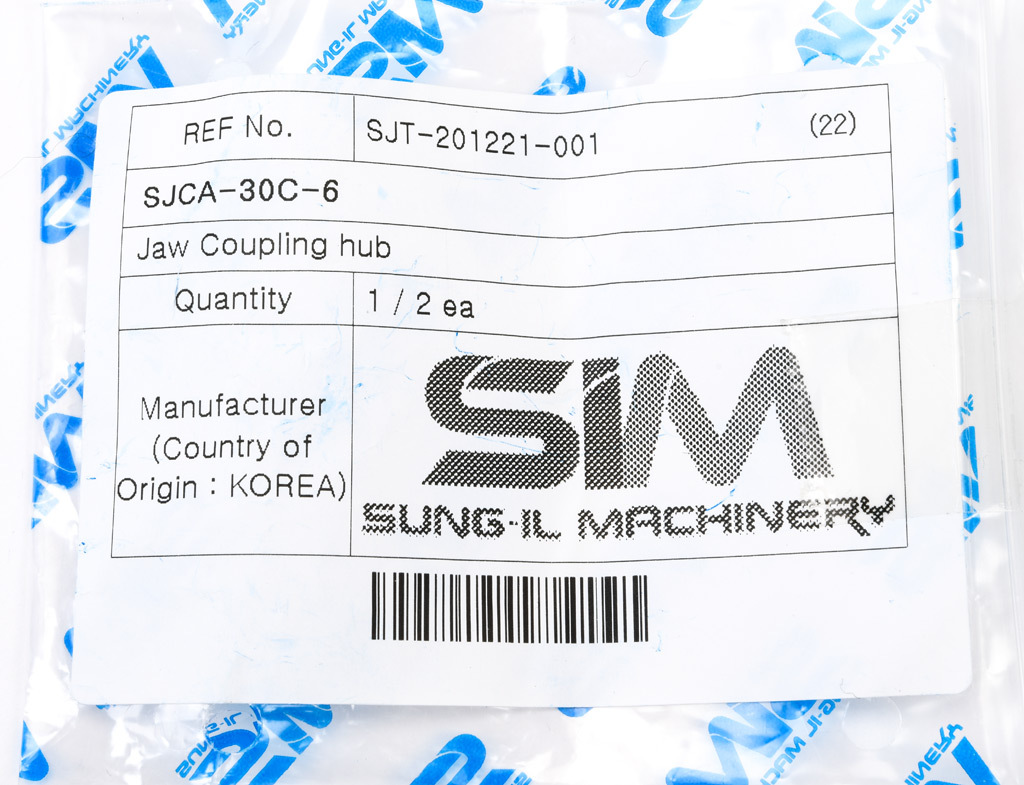 REF No.
SJT-201221-001
(22)
SJCA-30C-6
Jaw Coupling hub
Quantity
1 / 2 ea
Manufacturer
(Country of
Origin : KOREA)
SIM
SUNG-IL MACHINERY